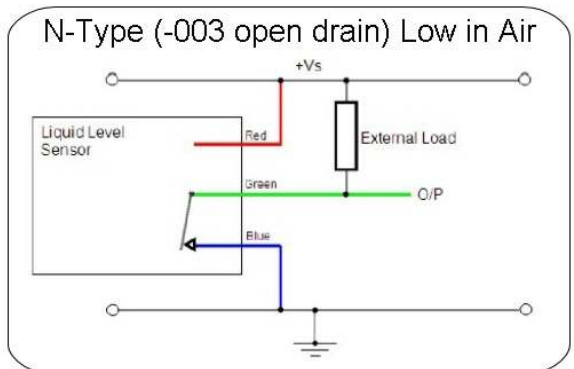 N-Type (-003 open drain) Low in Air
+Vs
Liquid Level
Sensor
Red
External Load
Green
O/P
Blue